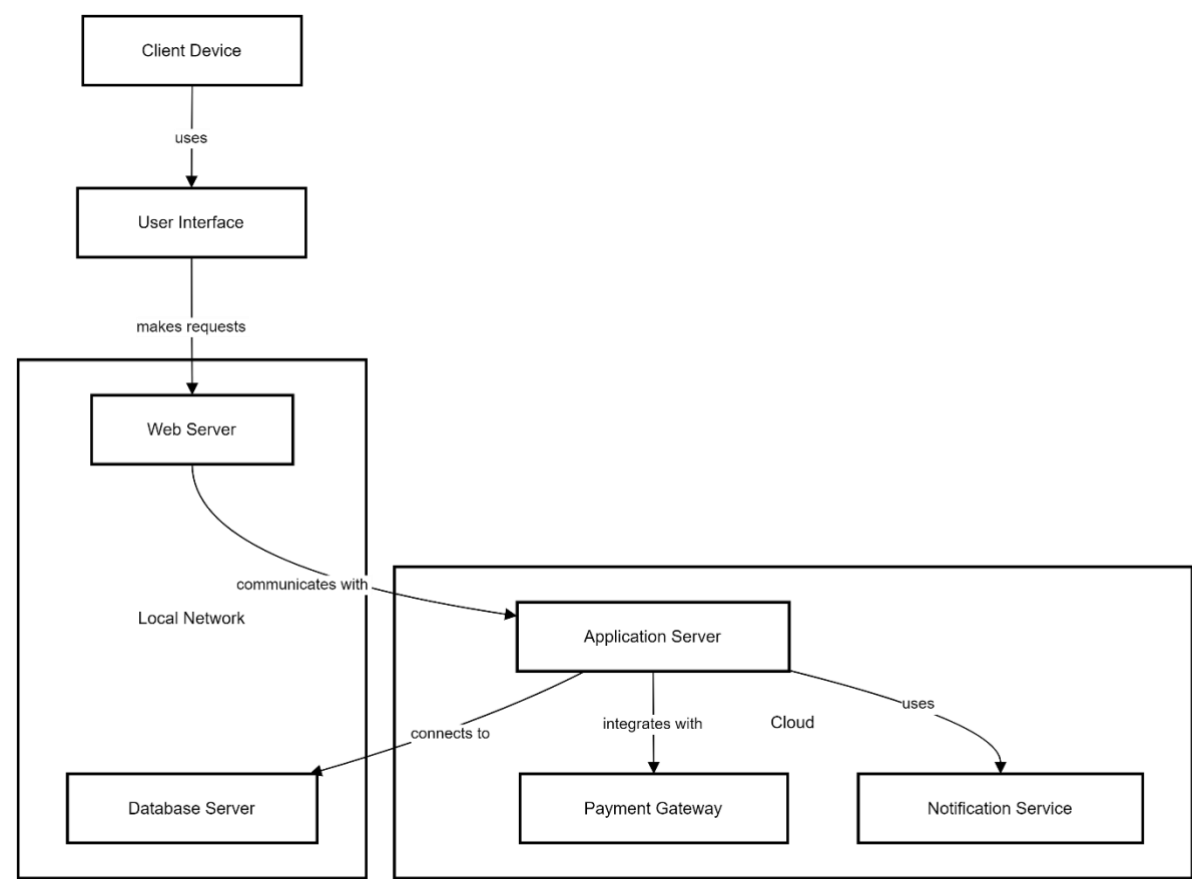 Client Device
uses
User Interface
makes requests
Web Server
communicates with
Local Network
Application Server
connects to
integrates with
Cloud
uses
Database Server
Payment Gateway
Notification Service